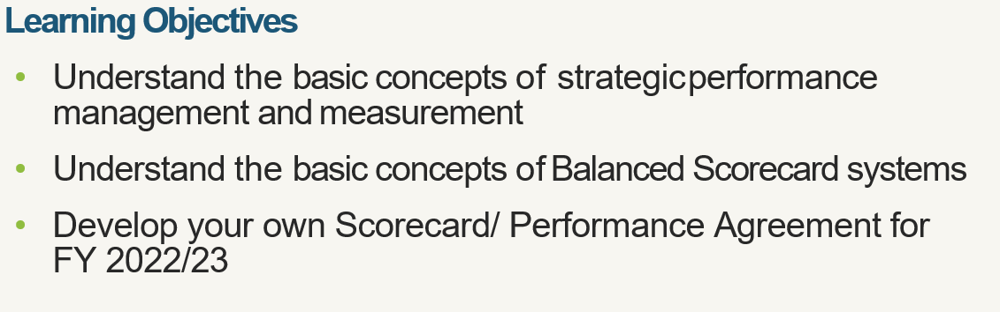 Learning Objectives
• Understand the basic concepts of strategic performance
management and measurement
• Understand the basic concepts of Balanced Scorecard systems
• Develop your own Scorecard/ Performance Agreement for
FY 2022/23